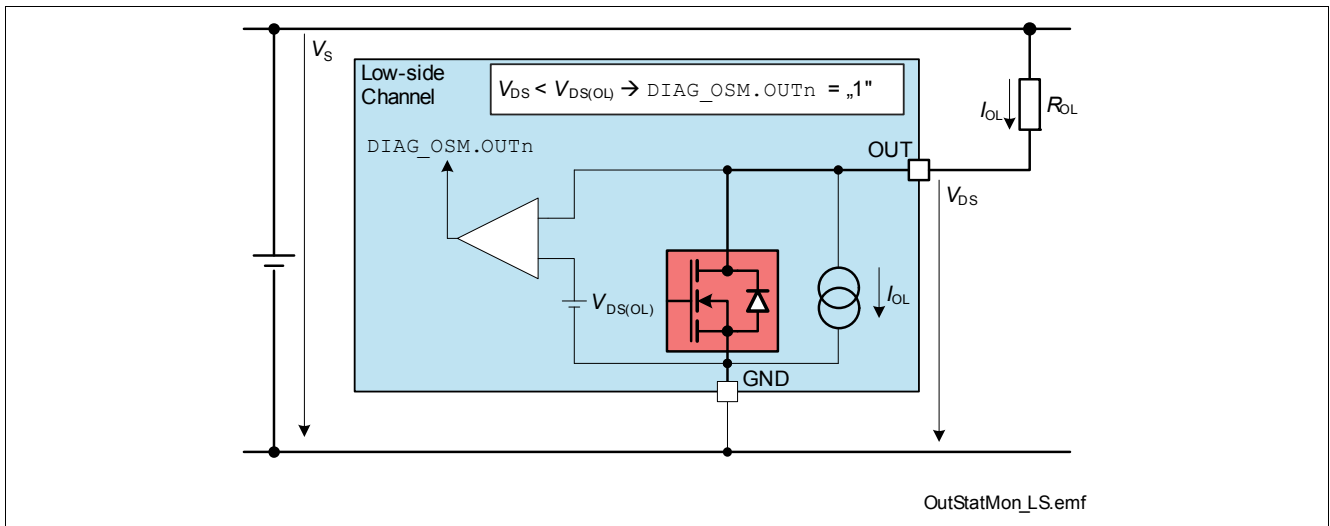 VS
Low-side
Channel
VDS < VDS(OL) → DIAG_OSM.OUTn = „1"
IOL
ROL
DIAG_OSM.OUTn
OUT
VDS
VDS(OL)
IOL
GND
OutStatMon_LS.emf